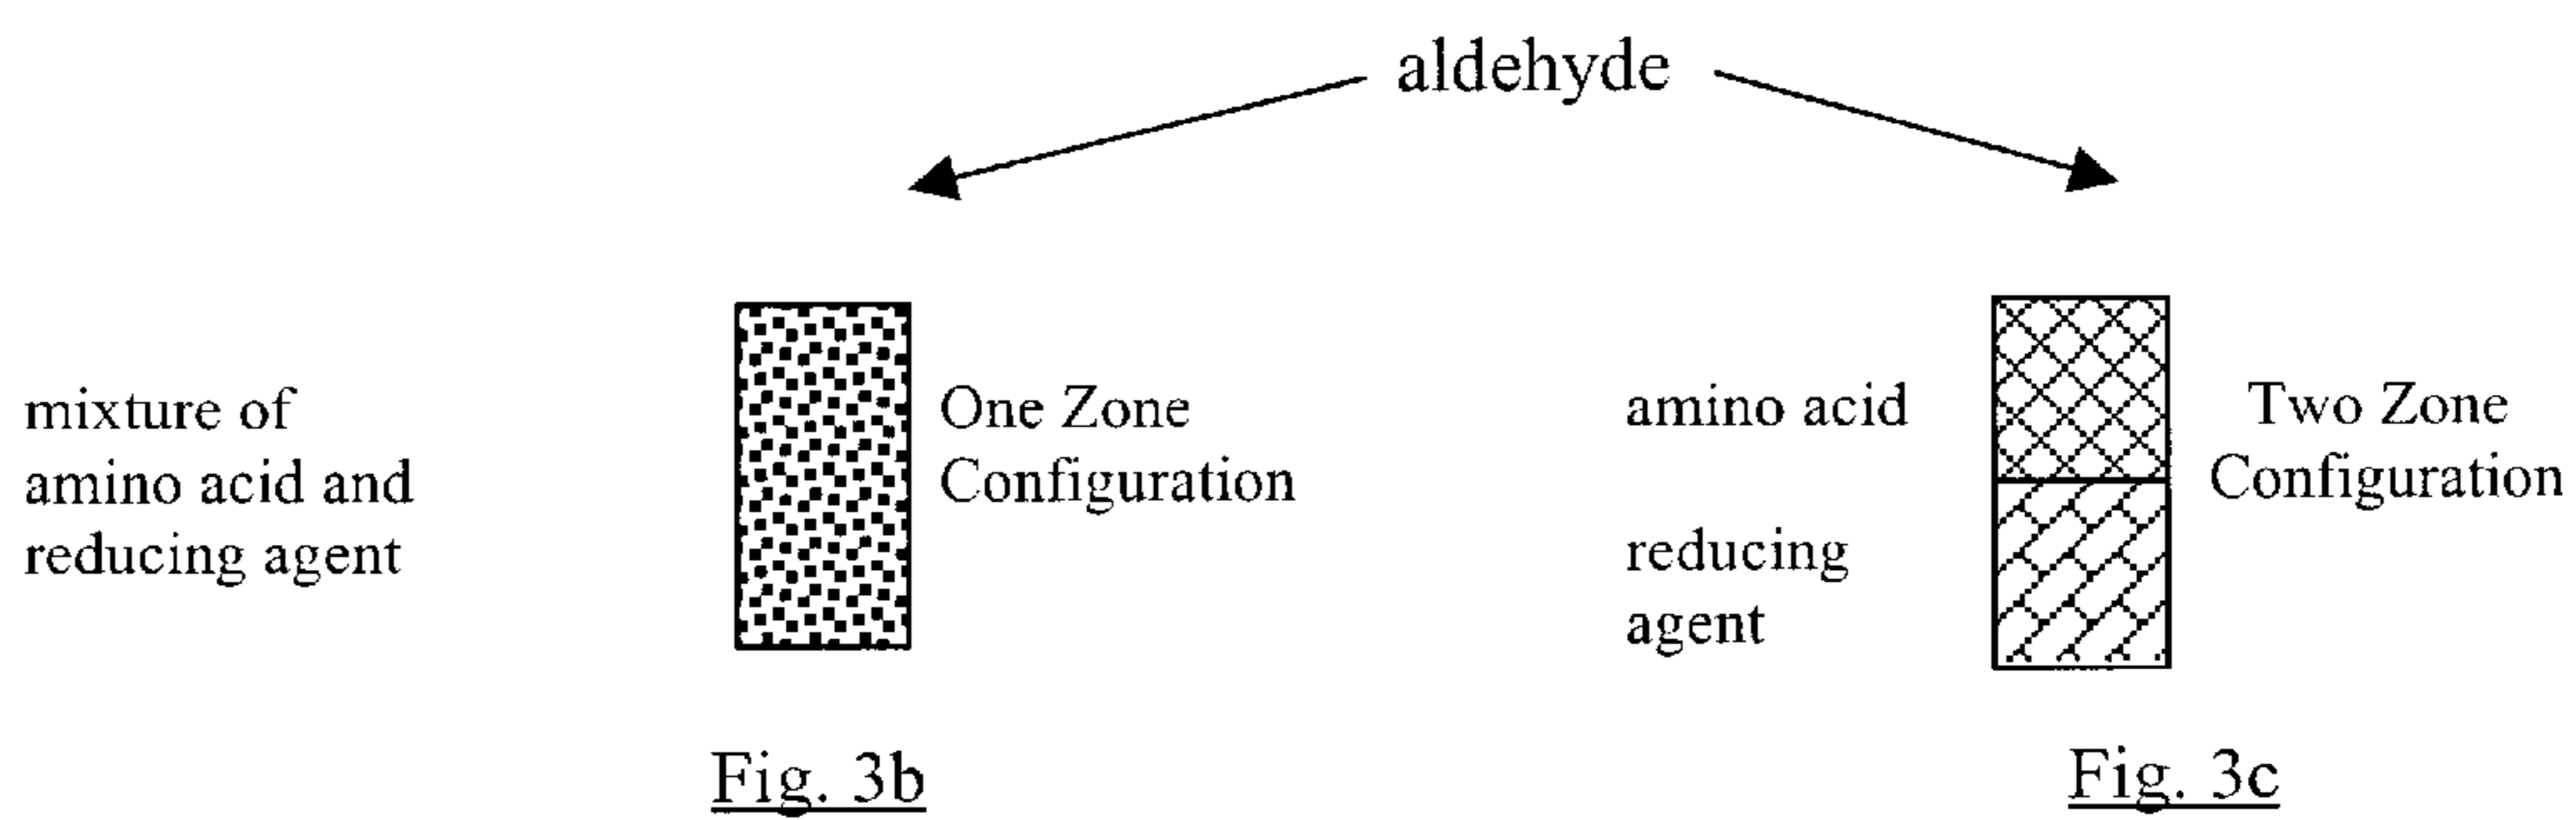 aldehyde
mixture of
amino acid and
reducing agent
One Zone
Configuration
amino acid
reducing
agent
Two Zone
Configuration
Fig. 3b
Fig. 3c